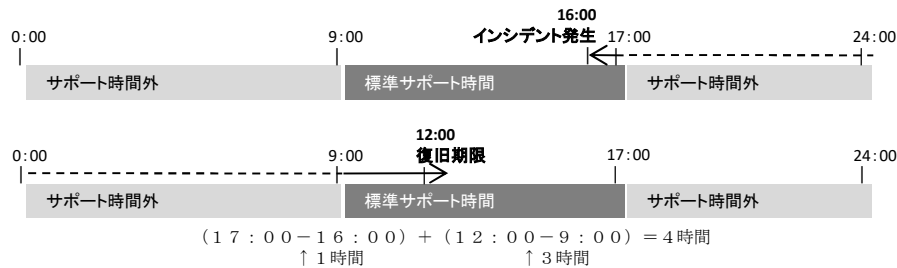 16:00
0:00 9:00 インシデント発生 17:00 24:00
サポート時間外 標準サポート時間 サポート時間外
12:00
0:00 9:00 復旧期限 17:00 24:00
サポート時間外 標準サポート時間 サポート時間外
（１７：００－１６：００）＋（１２：００－９：００）＝４時間
↑１時間 ↑３時間